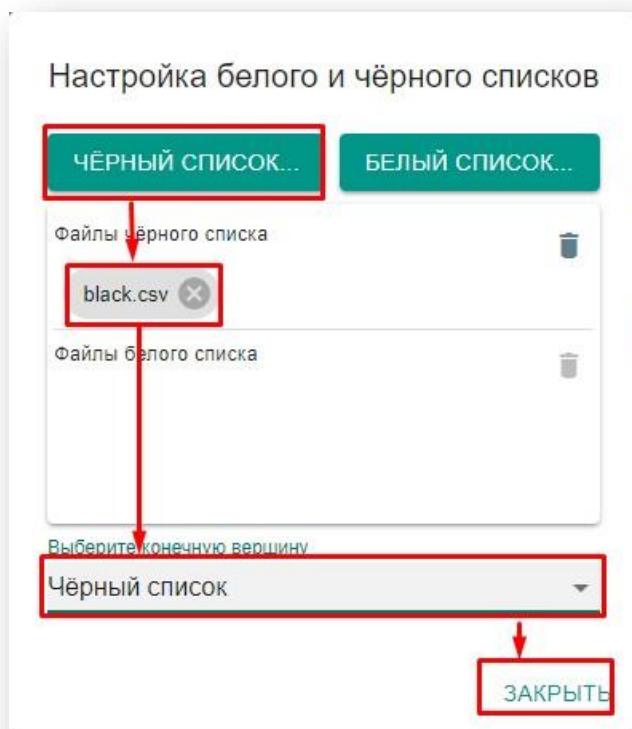 Настройка белого и чёрного списков
ЧЁРНЫЙ СПИСОК... БЕЛЫЙ СПИСОК...
Файлы чёрного списка
black.csv
Файлы белого списка
Выберите конечную вершину
Чёрный список
ЗАКРЫТЬ